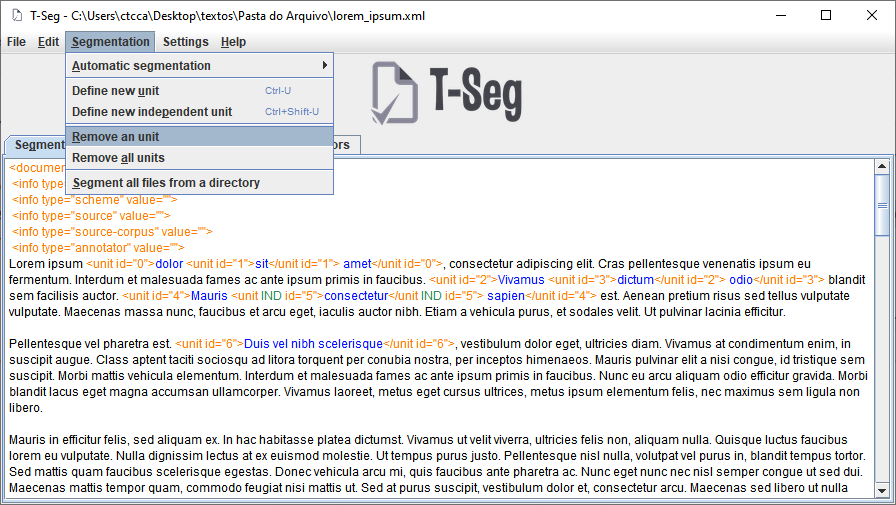 T-Seg - C:\Users\ctcca\Desktop\textos\Pasta do Arquivo\lorem_ipsum.xml
File Edit Segmentation Settings Help
Automatic segmentation
Define new unit Ctrl-U
Define new independent unit Ctrl+Shift-U
Remove an unit
Remove all units
Segment all files from a directory
T-Seg
Segment ors
<documen
<info type=
<info type="scheme" value="">
<info type="source" value="">
<info type="source-corpus" value="">
<info type="annotator" value="">
Lorem ipsum <unit id="0">dolor <unit id="1">sit</unit id="1"> amet</unit id="0">, consectetur adipiscing elit. Cras pellentesque venenatis ipsum eu
fermentum. Interdum et malesuada fames ac ante ipsum primis in faucibus. <unit id="2">Vivamus <unit id="3">dictum</unit id="2"> odio</unit id="3"> blandit
sem facilisis auctor. <unit id="4">Mauris <unit IND id="5">consectetur</unit IND id="5"> sapien</unit id="4"> est. Aenean pretium risus sed tellus vulputate
vulputate. Maecenas massa nunc, faucibus et arcu eget, iaculis auctor nibh. Etiam a vehicula purus, et sodales velit. Ut pulvinar lacinia efficitur.
Pellentesque vel pharetra est. <unit id="6">Duis vel nibh scelerisque</unit id="6">, vestibulum dolor eget, ultricies diam. Vivamus at condimentum enim, in
suscipit augue. Class aptent taciti sociosqu ad litora torquent per conubia nostra, per inceptos himenaeos. Mauris pulvinar elit a nisi congue, id tristique sem
suscipit. Morbi mattis vehicula elementum. Interdum et malesuada fames ac ante ipsum primis in faucibus. Nunc eu arcu aliquam odio efficitur gravida. Morbi
blandit lacus eget magna accumsan ullamcorper. Vivamus laoreet, metus eget cursus ultrices, metus ipsum elementum felis, nec maximus sem ligula non
libero.
Mauris in efficitur felis, sed aliquam ex. In hac habitasse platea dictumst. Vivamus ut velit viverra, ultricies felis non, aliquam nulla. Quisque luctus faucibus
lorem eu vulputate. Nulla dignissim lectus at ex euismod molestie. Ut tempus purus justo. Pellentesque nisl nulla, volutpat vel purus in, blandit tempus tortor.
Sed mattis quam faucibus scelerisque egestas. Donec vehicula arcu mi, quis faucibus ante pharetra ac. Nunc eget nunc nec nisl semper congue ut sed dui.
Maecenas mattis tempor quam, commodo feugiat nisi mattis ut. Sed at purus suscipit, vestibulum dolor et, consectetur arcu. Maecenas sed libero ut nulla